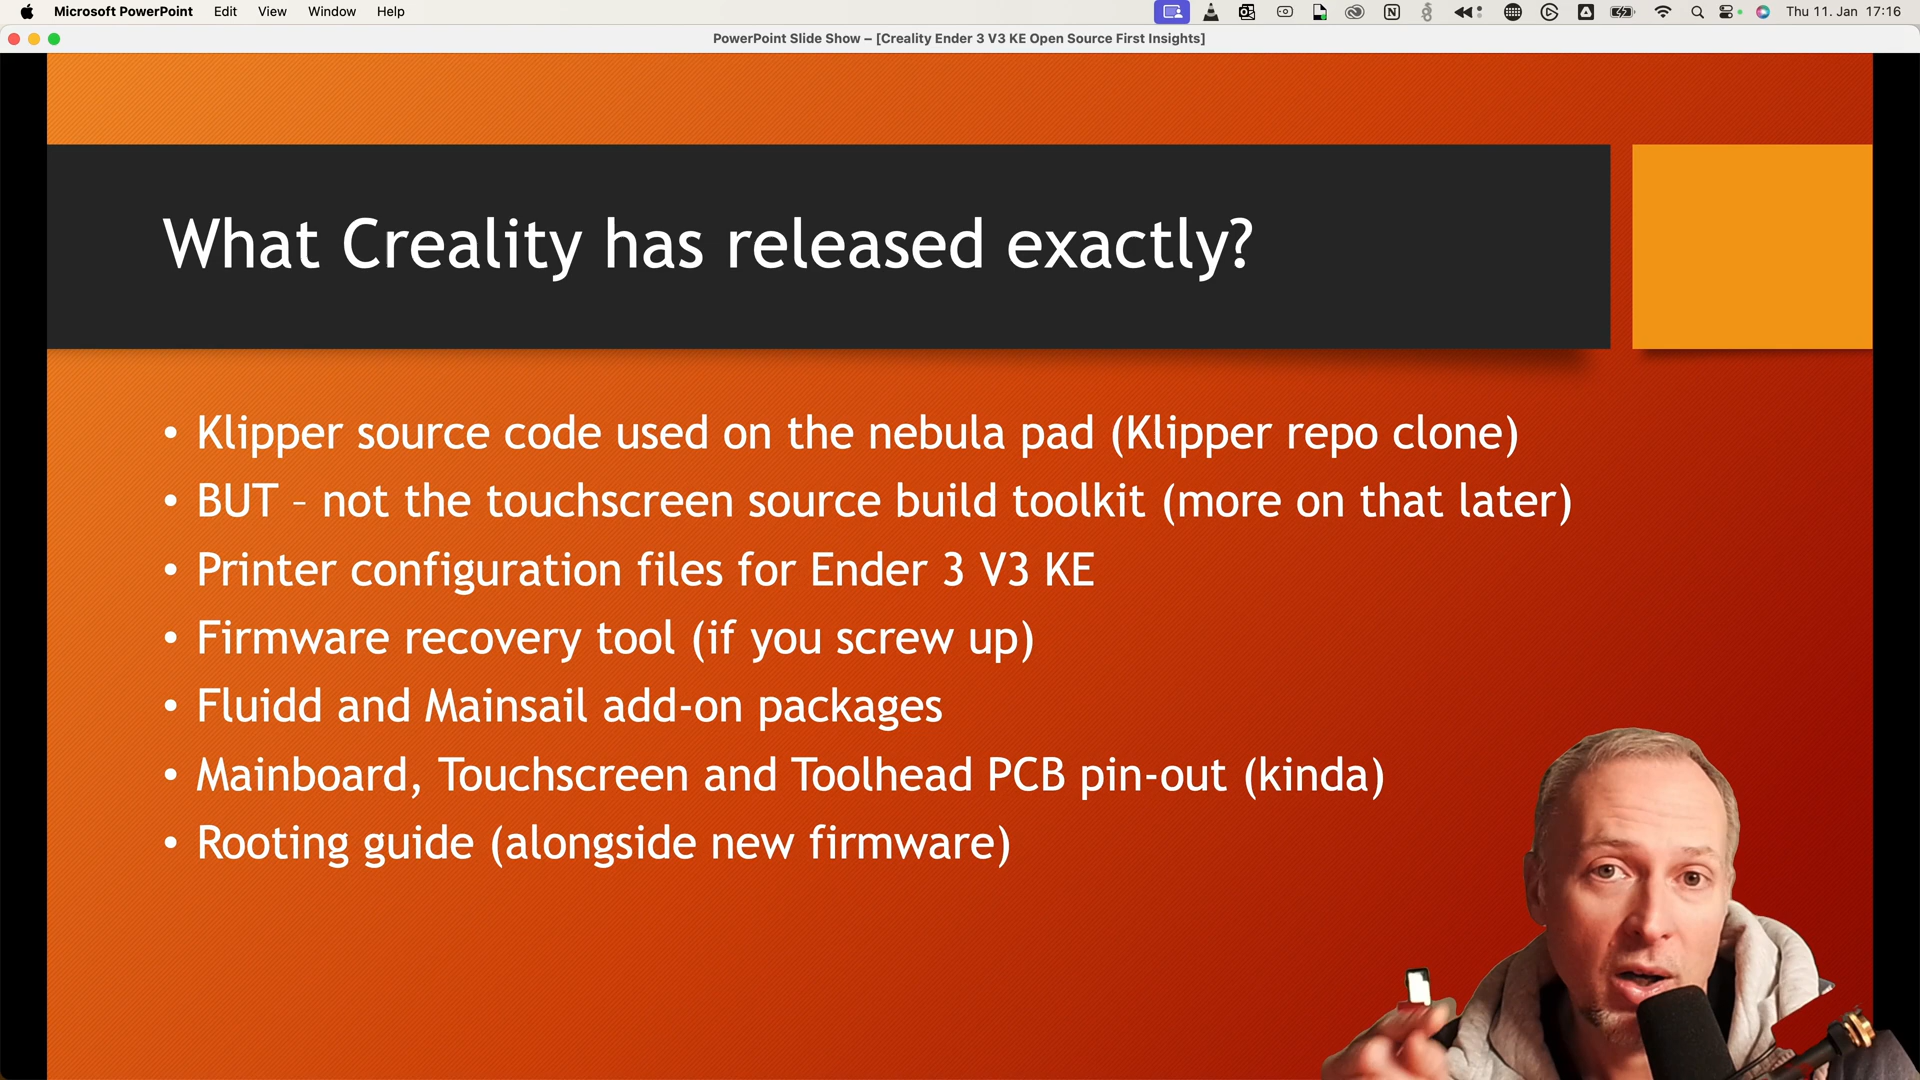 Microsoft PowerPoint Edit View Window Help Thu 11. Jan 17:16
PowerPoint Slide Show – [Creality Ender 3 V3 KE Open Source First Insights]
What Creality has released exactly?
• Klipper source code used on the nebula pad (Klipper repo clone)
• BUT – not the touchscreen source build toolkit (more on that later)
• Printer configuration files for Ender 3 V3 KE
• Firmware recovery tool (if you screw up)
• Fluidd and Mainsail add-on packages
• Mainboard, Touchscreen and Toolhead PCB pin-out (kinda)
• Rooting guide (alongside new firmware)